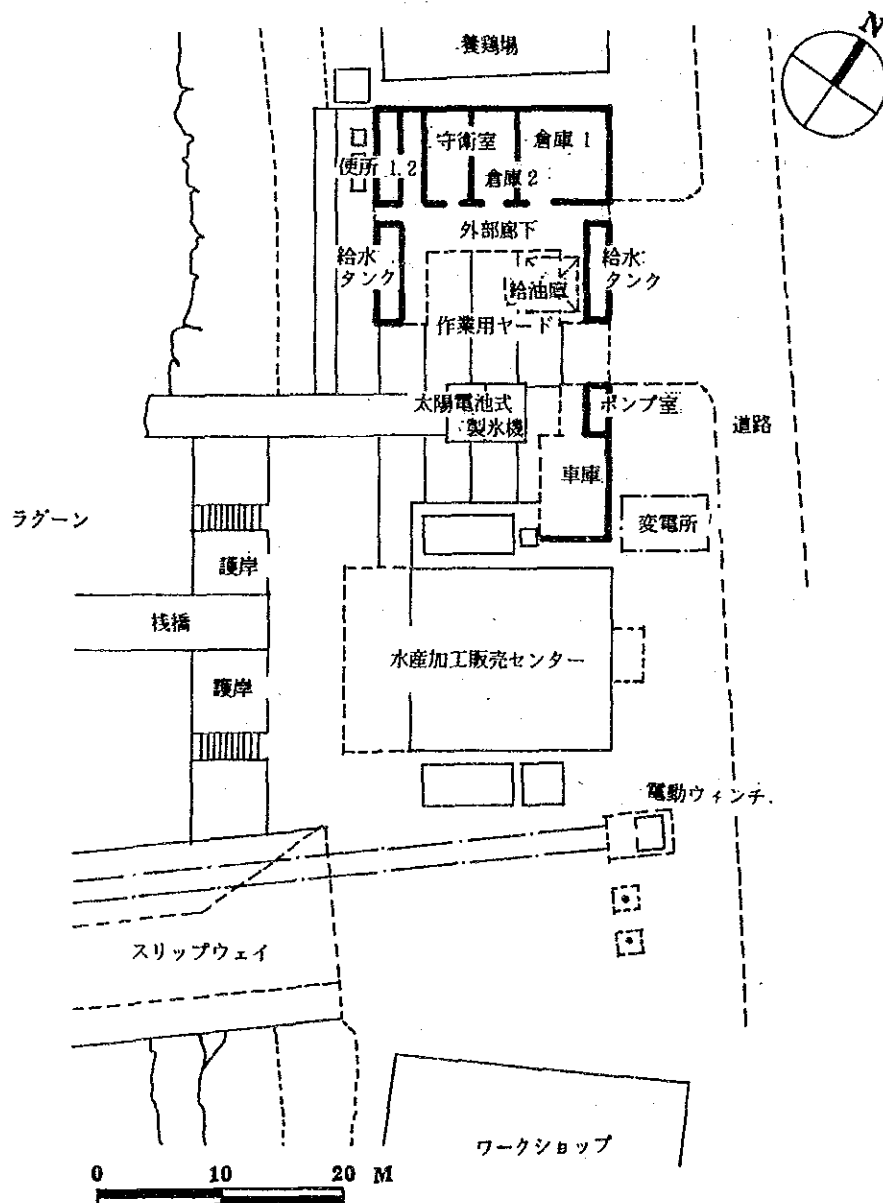 N
養鶏場
守衛室
倉庫 1
便所 1.2
倉庫 2
外部廊下
給水
タンク
給水
タンク
給油庫
作業用ヤード
太陽電池式
製氷機
ポンプ室
道路
車庫
変電所
ラグーン
護岸
桟橋
水産加工販売センター
護岸
電動ウィンチ
スリップウェイ
ワークショップ
0 10 20 M